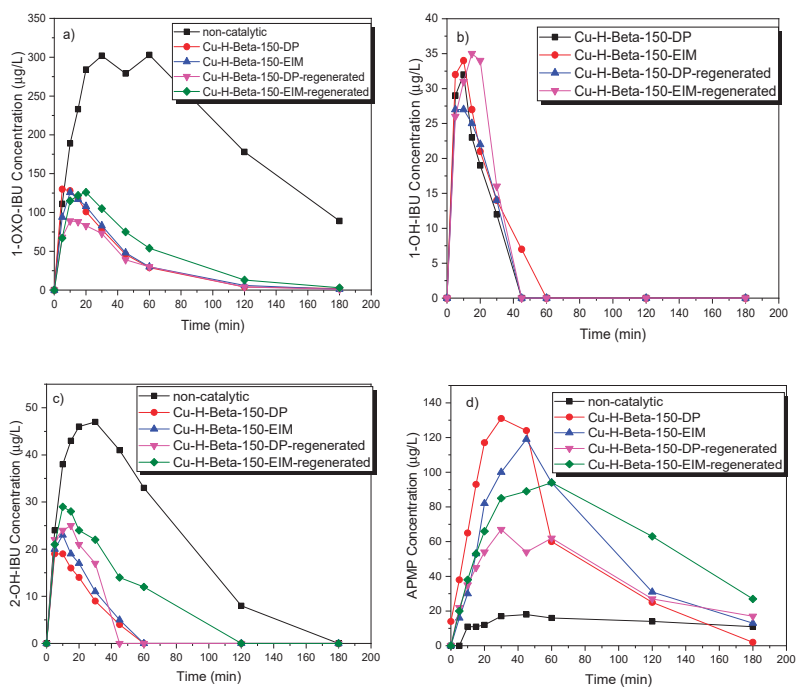 a)
non-catalytic
Cu-H-Beta-150-DP
Cu-H-Beta-150-EIM
Cu-H-Beta-150-DP-regenerated
Cu-H-Beta-150-EIM-regenerated
1-OXO-IBU Concentration (µg/L)
350
300
250
200
150
100
50
0
0 20 40 60 80 100 120 140 160 180 200
Time (min)
b)
Cu-H-Beta-150-DP
Cu-H-Beta-150-EIM
Cu-H-Beta-150-DP-regenerated
Cu-H-Beta-150-EIM-regenerated
1-OH-IBU Concentration (µg/L)
40
35
30
25
20
15
10
5
0
0 20 40 60 80 100 120 140 160 180 200
Time (min)
c)
non-catalytic
Cu-H-Beta-150-DP
Cu-H-Beta-150-EIM
Cu-H-Beta-150-DP-regenerated
Cu-H-Beta-150-EIM-regenerated
2-OH-IBU Concentration (µg/L)
50
40
30
20
10
0
0 20 40 60 80 100 120 140 160 180 200
Time (min)
d)
non-catalytic
Cu-H-Beta-150-DP
Cu-H-Beta-150-EIM
Cu-H-Beta-150-DP-regenerated
Cu-H-Beta-150-EIM-regenerated
APMP Concentration (µg/L)
140
120
100
80
60
40
20
0
0 20 40 60 80 100 120 140 160 180 200
Time (min)